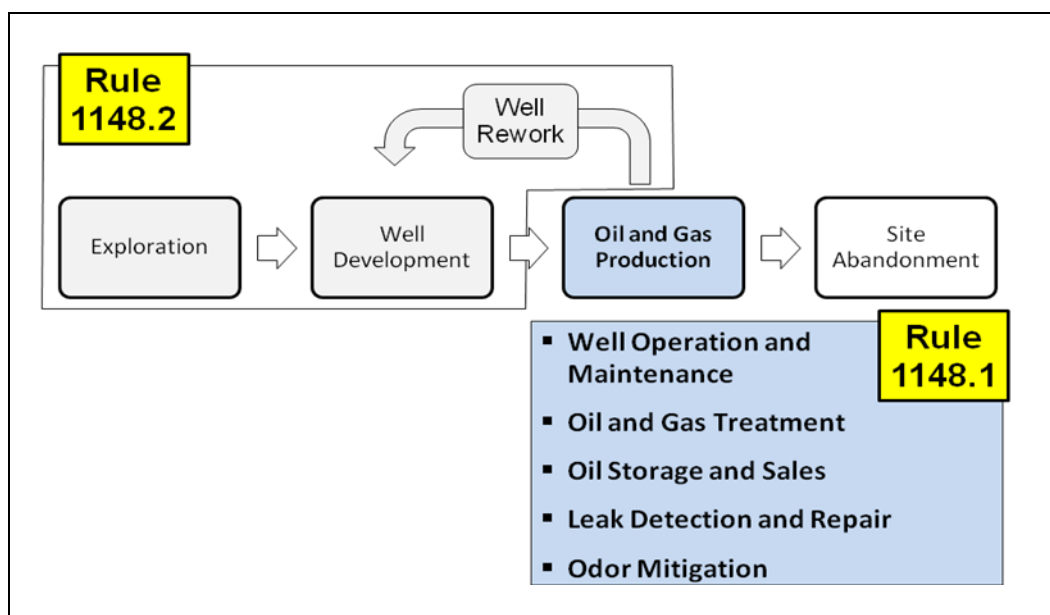 Rule
1148.2
Well
Rework
Exploration
Well
Development
Oil and Gas
Production
Site
Abandonment
Rule
1148.1
▪ Well Operation and
Maintenance
▪ Oil and Gas Treatment
▪ Oil Storage and Sales
▪ Leak Detection and Repair
▪ Odor Mitigation